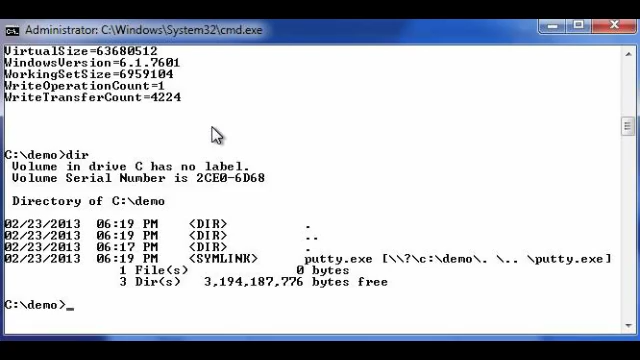 Administrator: C:\Windows\System32\cmd.exe
VirtualSize=63680512
WindowsVersion=6.1.7601
WorkingSetSize=6959104
WriteOperationCount=1
WriteTransferCount=4224
C:\demo>dir
Volume in drive C has no label.
Volume Serial Number is 2CE0-6D68
Directory of C:\demo
02/23/2013 06:19 PM <DIR> .
02/23/2013 06:19 PM <DIR> ..
02/23/2013 06:17 PM <DIR> .
02/23/2013 06:19 PM <SYMLINK> putty.exe [\\?\c:\demo\. \.. \putty.exe]
1 File(s) 0 bytes
3 Dir(s) 3,194,187,776 bytes free
C:\demo>_